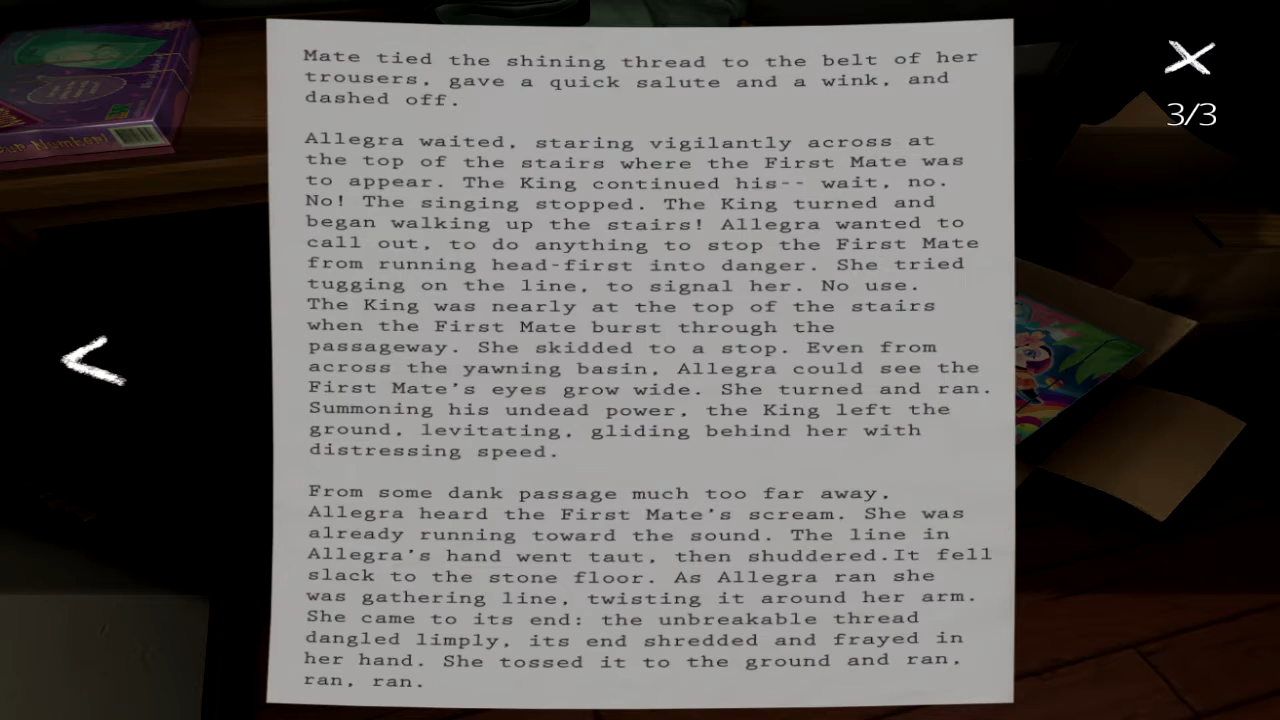 Mate tied the shining thread to the belt of her
trousers, gave a quick salute and a wink, and
dashed off.
Allegra waited, staring vigilantly across at
the top of the stairs where the First Mate was
to appear. The King continued his-- wait, no.
No! The singing stopped. The King turned and
began walking up the stairs! Allegra wanted to
call out, to do anything to stop the First Mate
from running head-first into danger. She tried
tugging on the line, to signal her. No use.
The King was nearly at the top of the stairs
when the First Mate burst through the
passageway. She skidded to a stop. Even from
across the yawning basin, Allegra could see the
First Mate's eyes grow wide. She turned and ran.
Summoning his undead power, the King left the
ground, levitating, gliding behind her with
distressing speed.
From some dank passage much too far away,
Allegra heard the First Mate's scream. She was
already running toward the sound. The line in
Allegra's hand went taut, then shuddered.It fell
slack to the stone floor. As Allegra ran she
was gathering line, twisting it around her arm.
She came to its end: the unbreakable thread
dangled limply, its end shredded and frayed in
her hand. She tossed it to the ground and ran,
ran, ran.
3/3